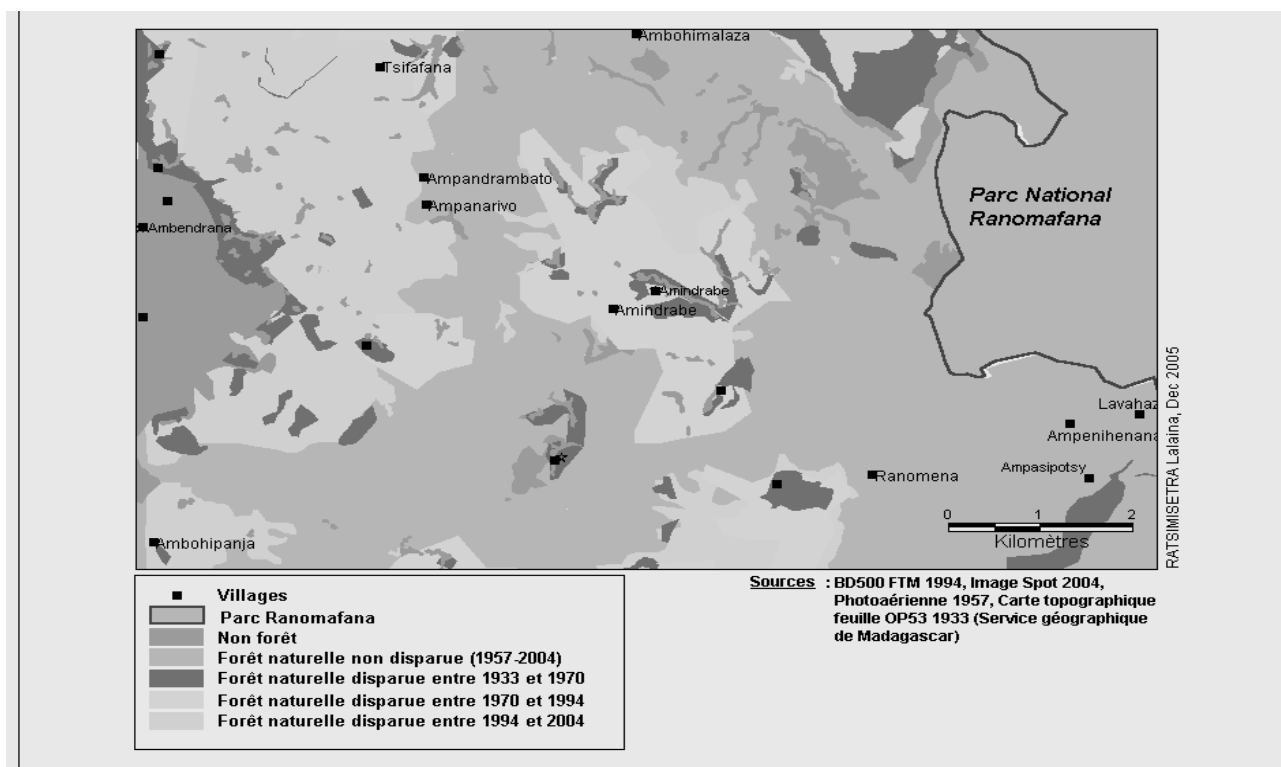 Ambohimalaza
Tsifafana
Ampandrambato
Ampanarivo
Parc National
Ranomafana
Ambendrana
Amindrabe
Amindrabe
Lavahaz
Ampenihenana
Ampasipotsy
Ranomena
0 1 2
Kilomètres
Ambohipanja
RATSIMISETRA Lalaina, Dec 2005
Villages
Parc Ranomafana
Non forêt
Forêt naturelle non disparue (1957-2004)
Forêt naturelle disparue entre 1933 et 1970
Forêt naturelle disparue entre 1970 et 1994
Forêt naturelle disparue entre 1994 et 2004
Sources : BD500 FTM 1994, Image Spot 2004,
Photoaérienne 1957, Carte topographique
feuille OP53 1933 (Service géographique
de Madagascar)